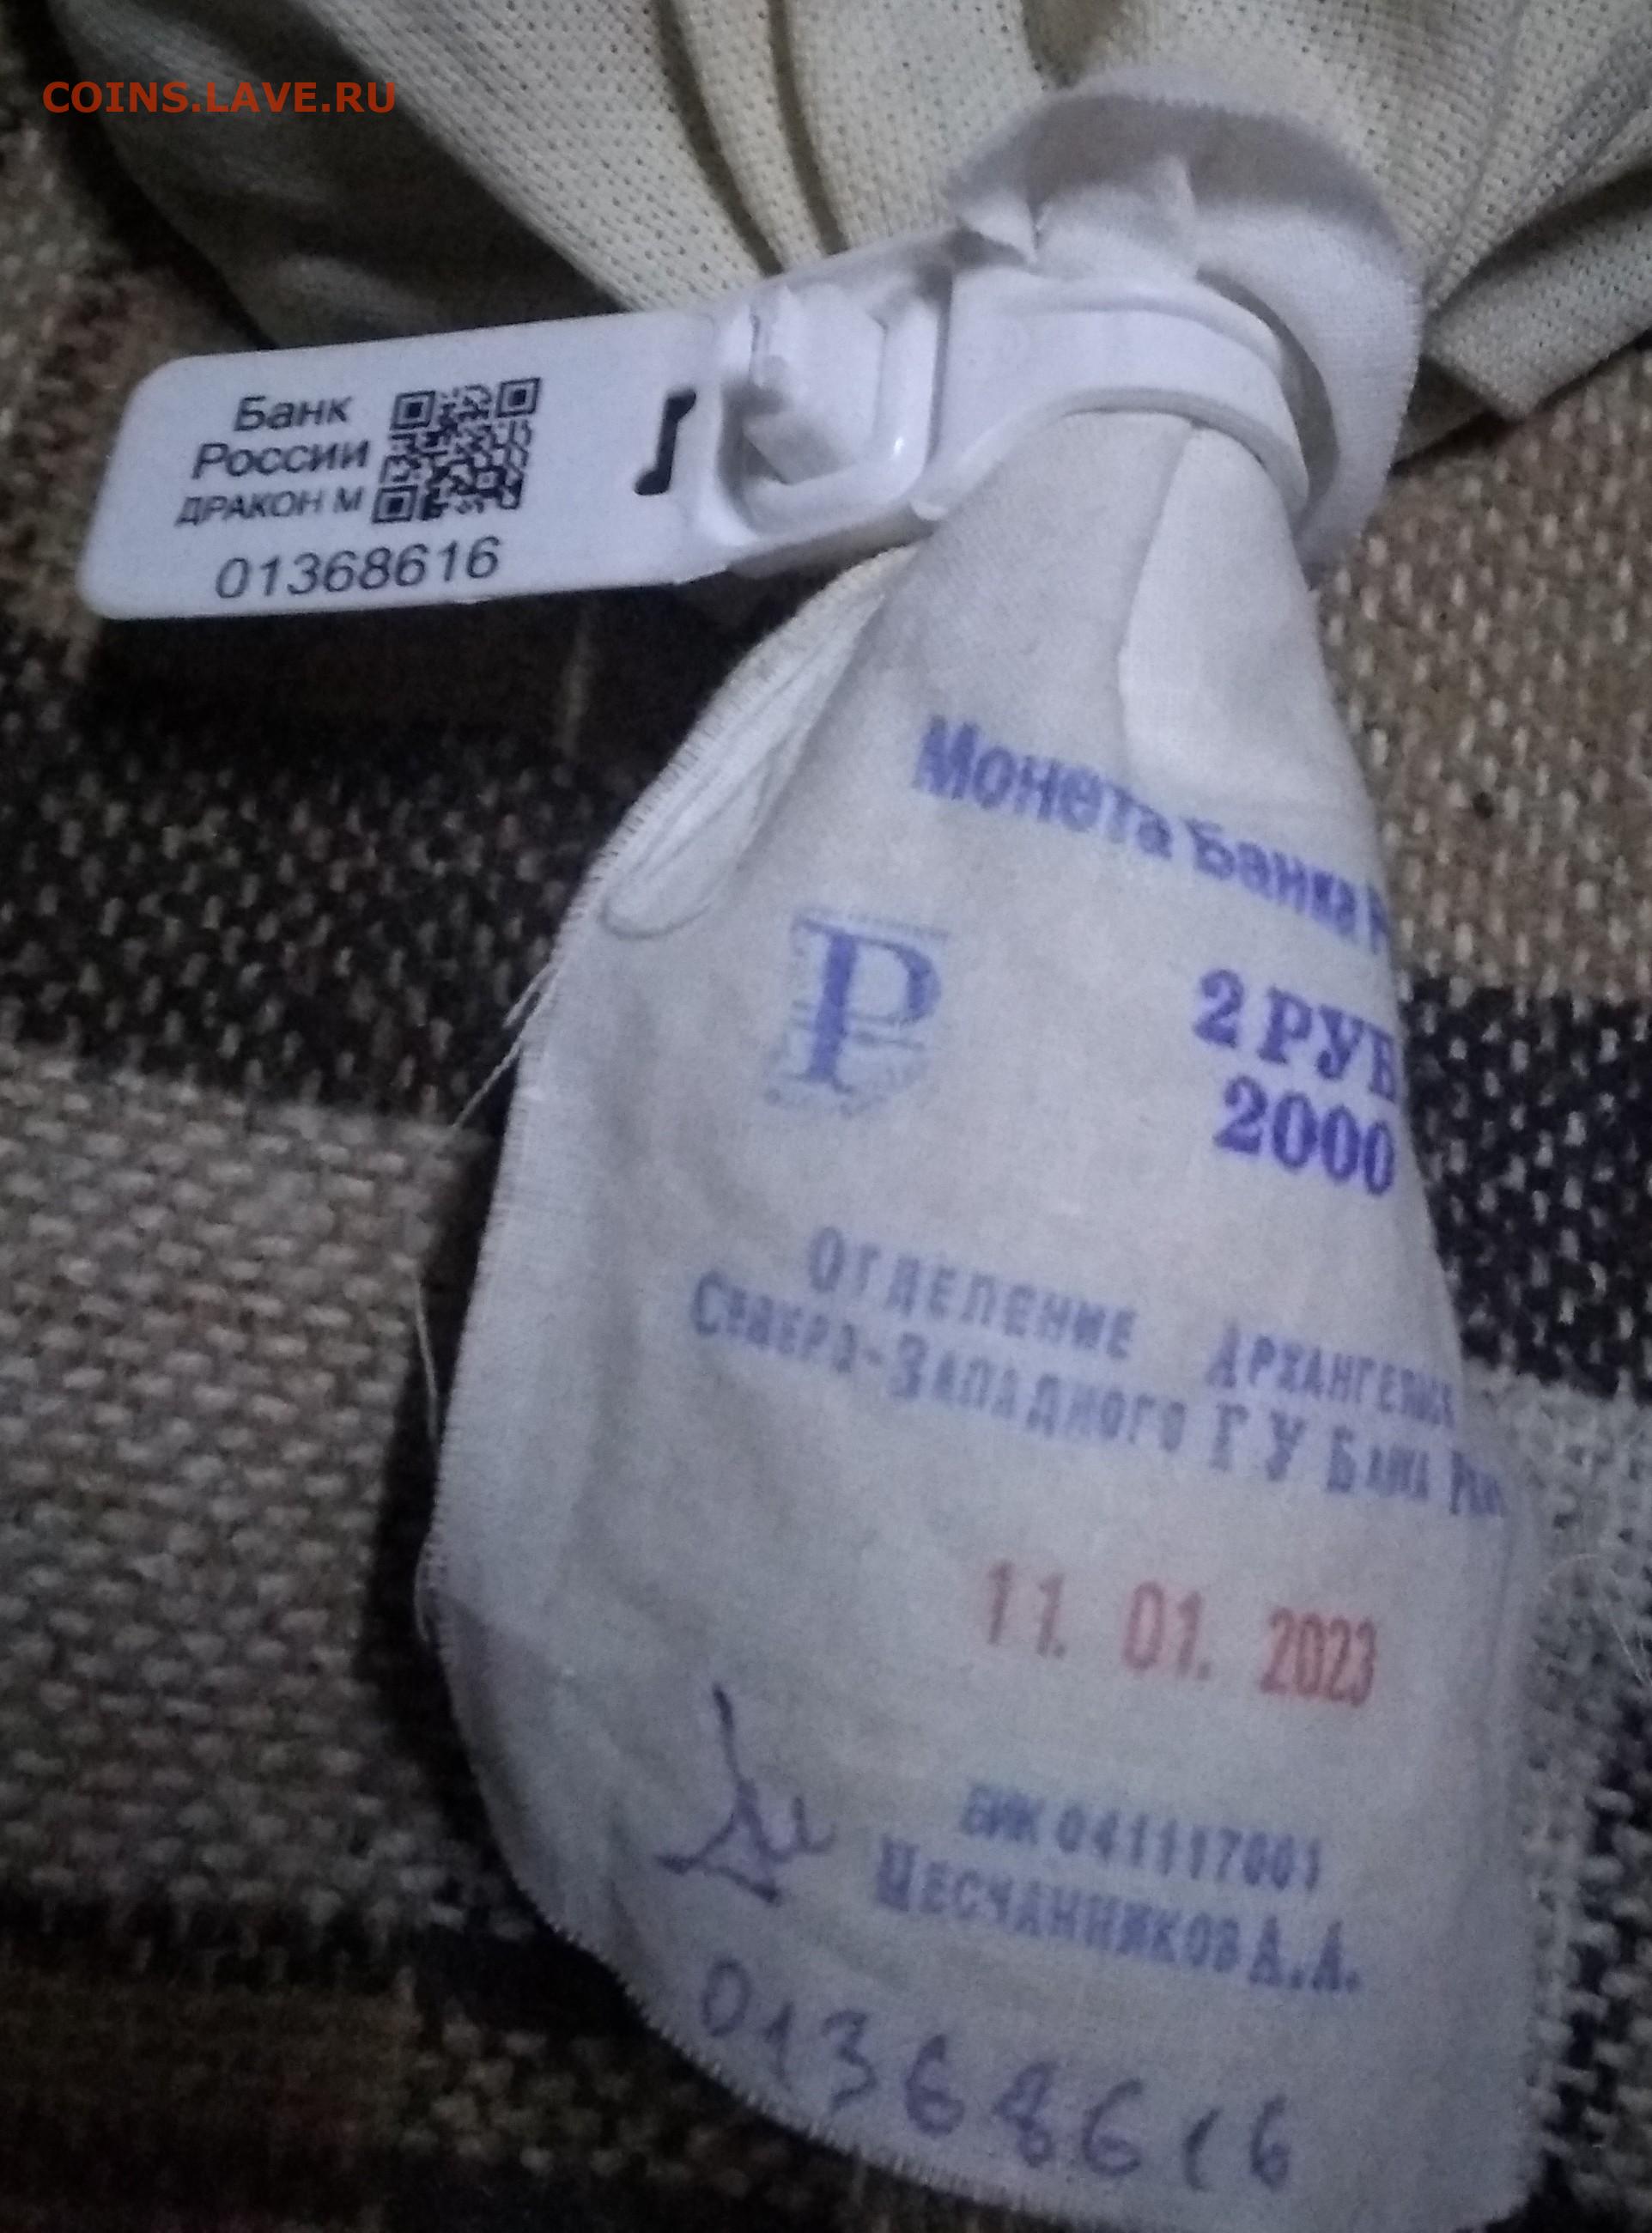 COINS.LAVE.RU
Банк
России
ДРАКОН М
01368616
Монета Банка
Р
2 РУБ
2000
Отделение Архангельск
Северо-Западного ГУ Банка
11. 01. 2023
БИК 041117001
А.А.
01368616